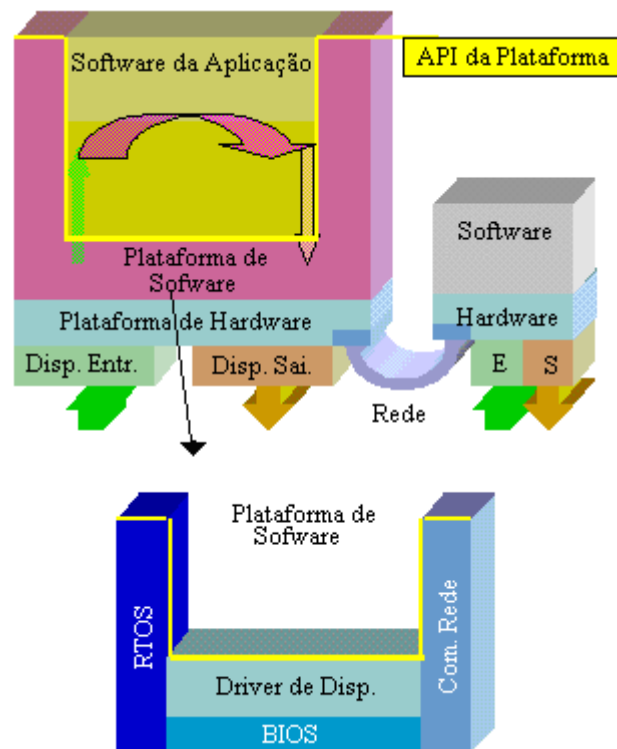 Software da Aplicação
API da Plataforma
Plataforma de
Sofware
Software
Plataforma de Hardware
Hardware
Disp. Entr.
Disp. Sai.
E
S
Rede
Plataforma de
Sofware
RTOS
Com. Rede
Driver de Disp.
BIOS